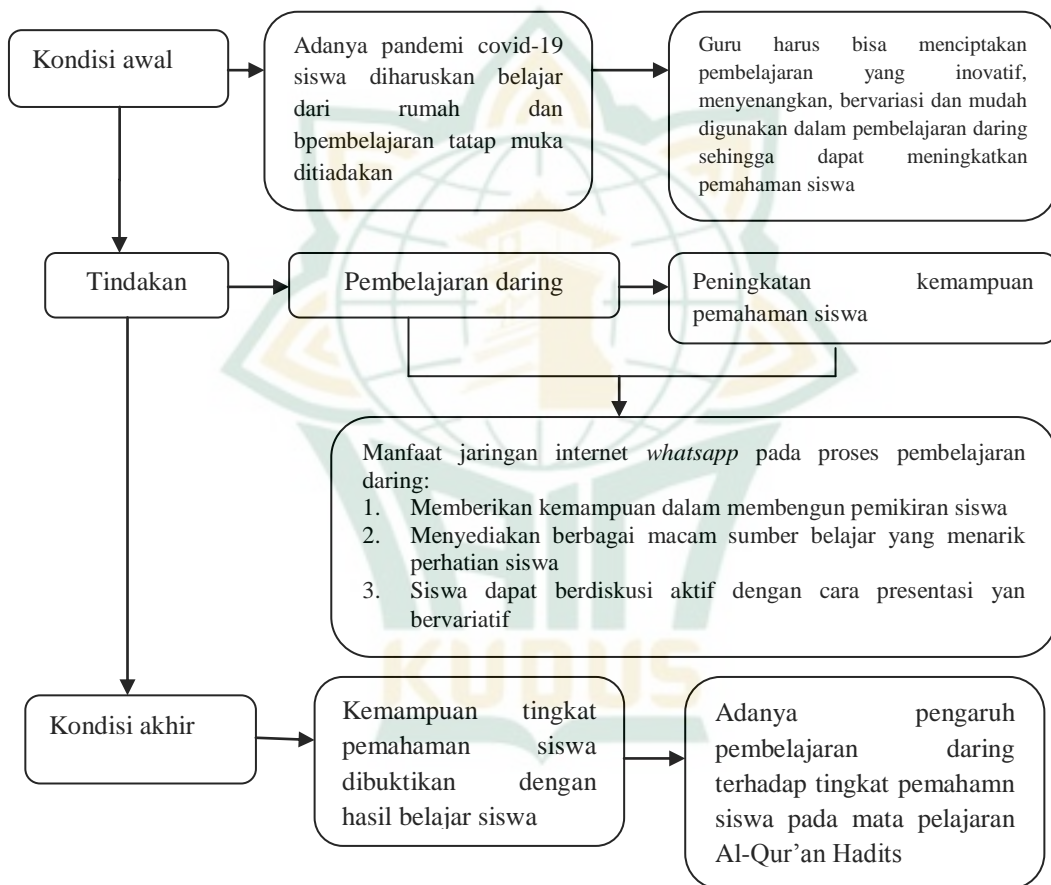 Kondisi awal
Adanya pandemi covid-19
siswa diharuskan belajar
dari rumah dan
bpembelajaran tatap muka
ditiadakan
Guru harus bisa menciptakan
pembelajaran yang inovatif,
menyenangkan, bervariasi dan mudah
digunakan dalam pembelajaran daring
sehingga dapat meningkatkan
pemahaman siswa
Tindakan
Pembelajaran daring
Peningkatan kemampuan
pemahaman siswa
Manfaat jaringan internet whatsapp pada proses pembelajaran
daring:
1. Memberikan kemampuan dalam membengun pemikiran siswa
2. Menyediakan berbagai macam sumber belajar yang menarik
perhatian siswa
3. Siswa dapat berdiskusi aktif dengan cara presentasi yan
bervariatif
KUDUS
Kondisi akhir
Kemampuan tingkat
pemahaman siswa
dibuktikan dengan
hasil belajar siswa
Adanya pengaruh
pembelajaran daring
terhadap tingkat pemahamn
siswa pada mata pelajaran
Al-Qur’an Hadits